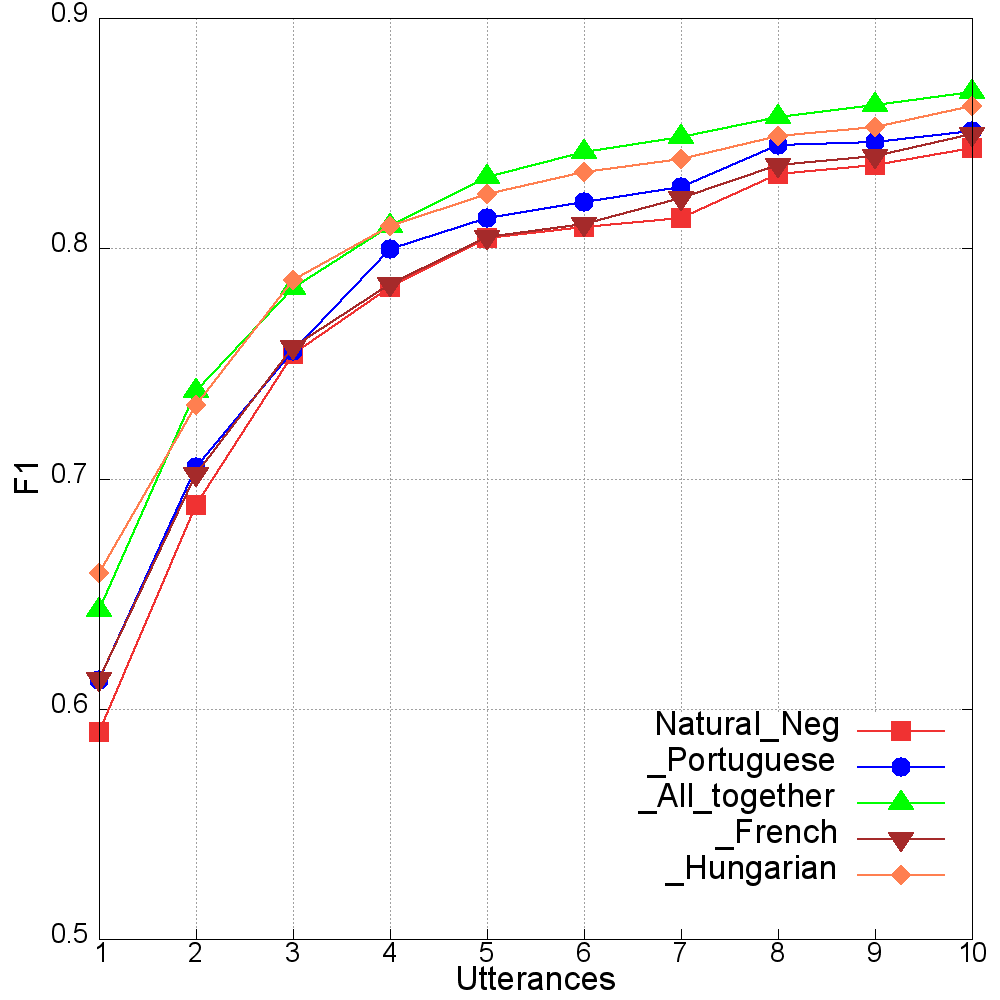 0.9
0.8
0.7
0.6
0.5
F1
1 2 3 4 5 6 7 8 9 10
Utterances
Natural_Neg
_Portuguese
_All_together
_French
_Hungarian